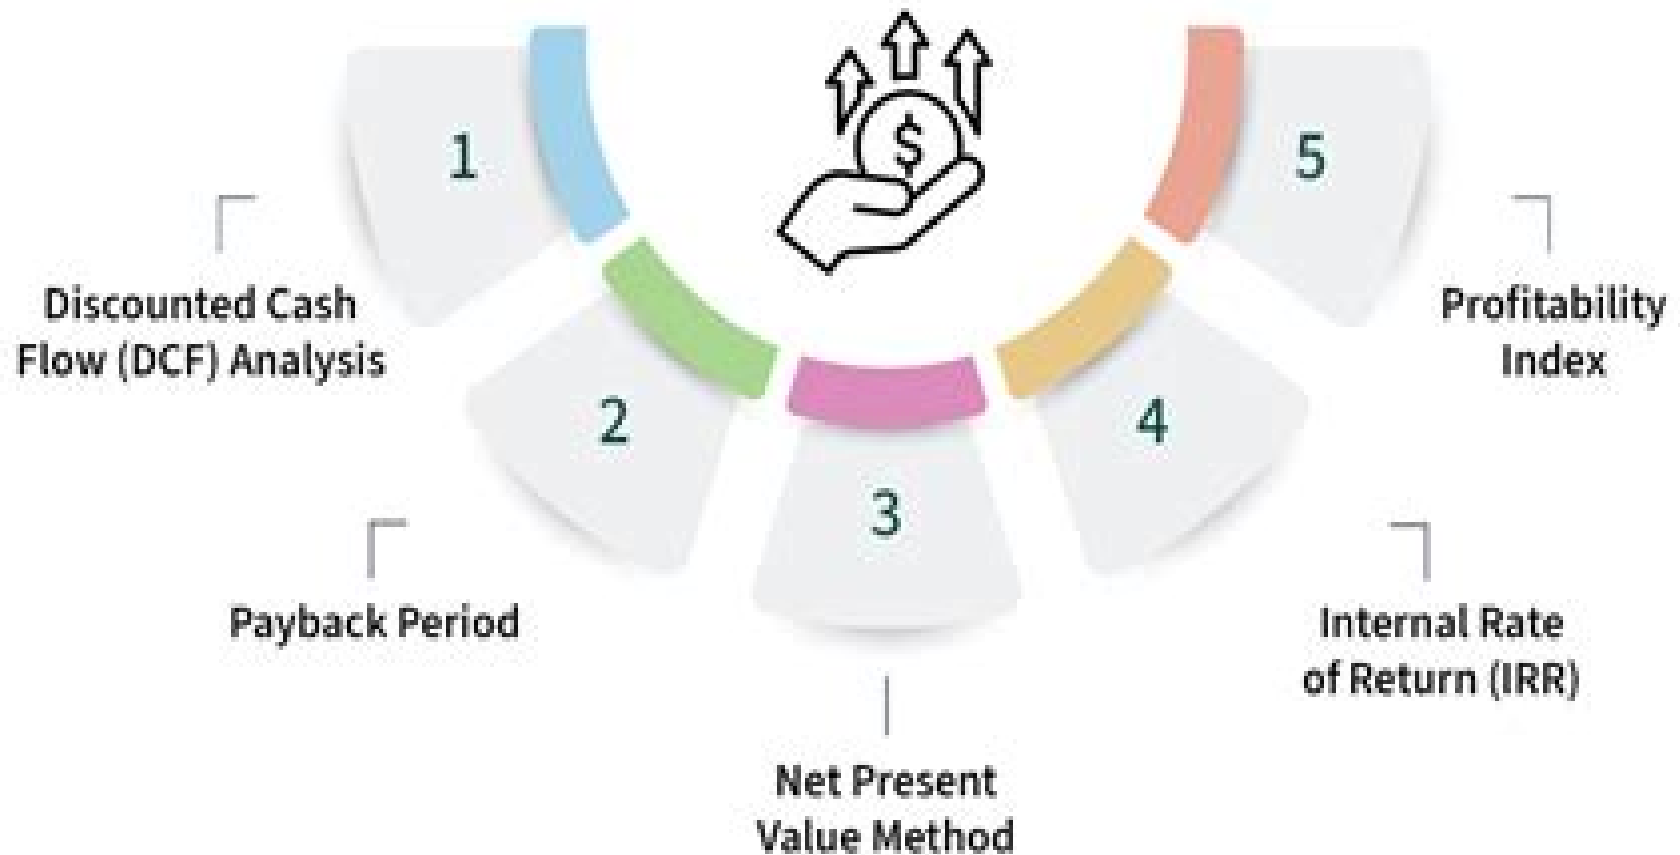 $
1
Discounted Cash
Flow (DCF) Analysis
2
Payback Period
3
Net Present
Value Method
4
Internal Rate
of Return (IRR)
5
Profitability
Index